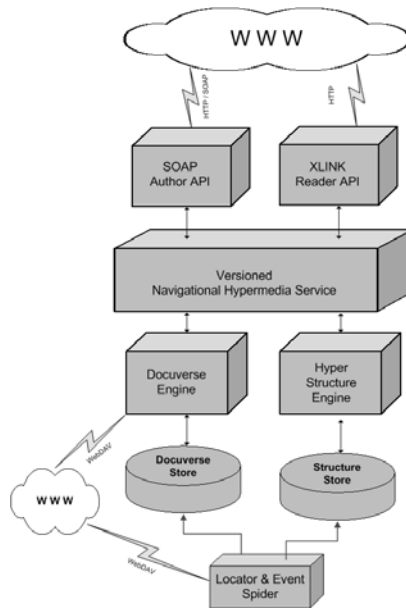 W W W
HTTP / SOAP
HTTP
SOAP
Author API
XLINK
Reader API
Versioned
Navigational Hypermedia Service
Docuverse
Engine
Hyper
Structure
Engine
WebDAV
Docuverse
Store
Structure
Store
W W W
WebDAV
Locator & Event
Spider